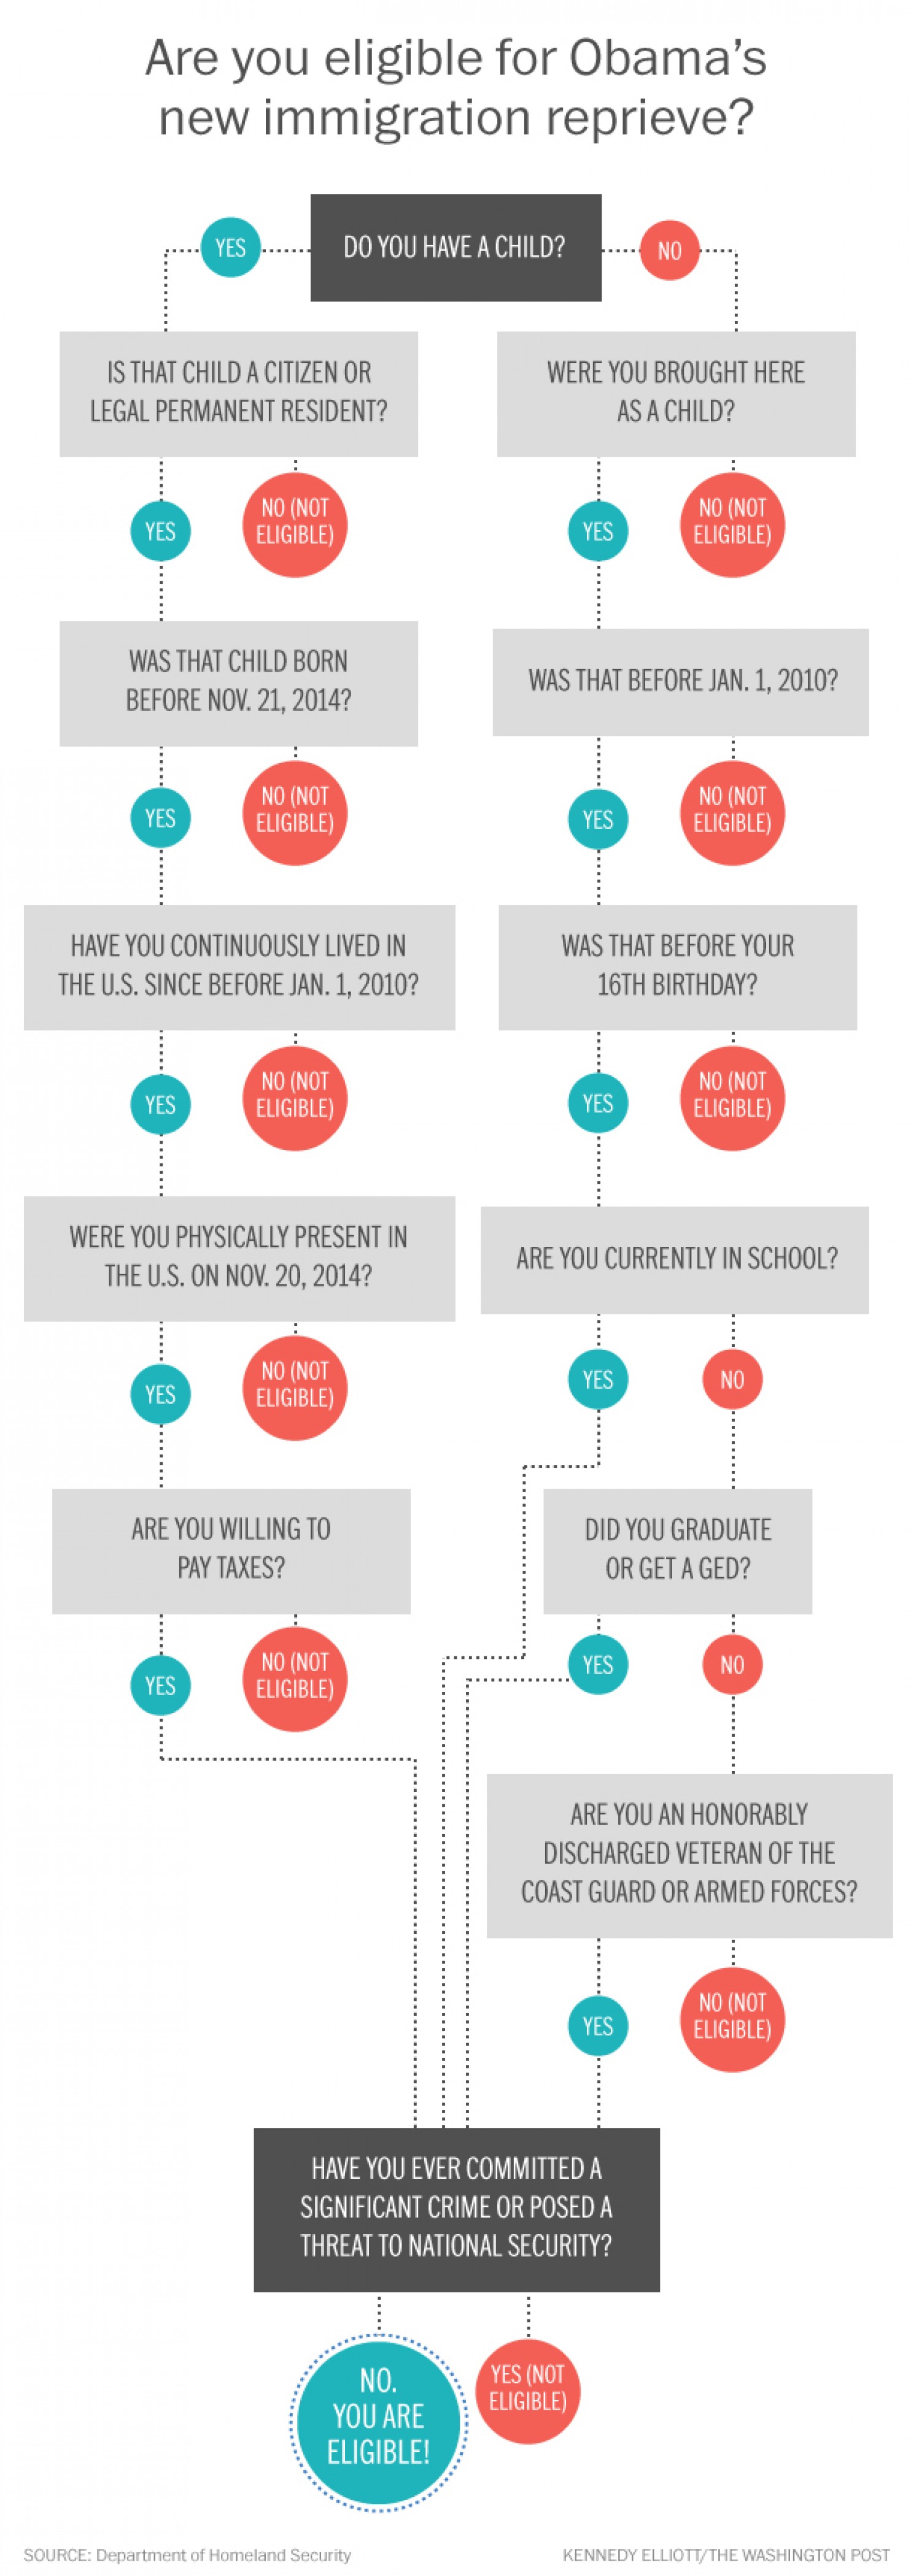 Are you eligible for Obama's
new immigration reprieve?
DO YOU HAVE A CHILD?
YES
NO
IS THAT CHILD A CITIZEN OR
LEGAL PERMANENT RESIDENT?
YES
NO (NOT
ELIGIBLE)
WAS THAT CHILD BORN
BEFORE NOV. 21, 2014?
YES
NO (NOT
ELIGIBLE)
HAVE YOU CONTINUOUSLY LIVED IN
THE U.S. SINCE BEFORE JAN. 1, 2010?
YES
NO (NOT
ELIGIBLE)
WERE YOU PHYSICALLY PRESENT IN
THE U.S. ON NOV. 20, 2014?
YES
NO (NOT
ELIGIBLE)
ARE YOU WILLING TO
PAY TAXES?
YES
NO (NOT
ELIGIBLE)
WERE YOU BROUGHT HERE
AS A CHILD?
YES
NO (NOT
ELIGIBLE)
WAS THAT BEFORE JAN. 1, 2010?
YES
NO (NOT
ELIGIBLE)
WAS THAT BEFORE YOUR
16TH BIRTHDAY?
YES
NO (NOT
ELIGIBLE)
ARE YOU CURRENTLY IN SCHOOL?
YES
NO
DID YOU GRADUATE
OR GET A GED?
YES
NO
ARE YOU AN HONORABLY
DISCHARGED VETERAN OF THE
COAST GUARD OR ARMED FORCES?
YES
NO (NOT
ELIGIBLE)
HAVE YOU EVER COMMITTED A
SIGNIFICANT CRIME OR POSED A
THREAT TO NATIONAL SECURITY?
NO.
YOU ARE
ELIGIBLE!
YES (NOT
ELIGIBLE)
SOURCE: Department of Homeland Security
KENNEDY ELLIOTT/THE WASHINGTON POST